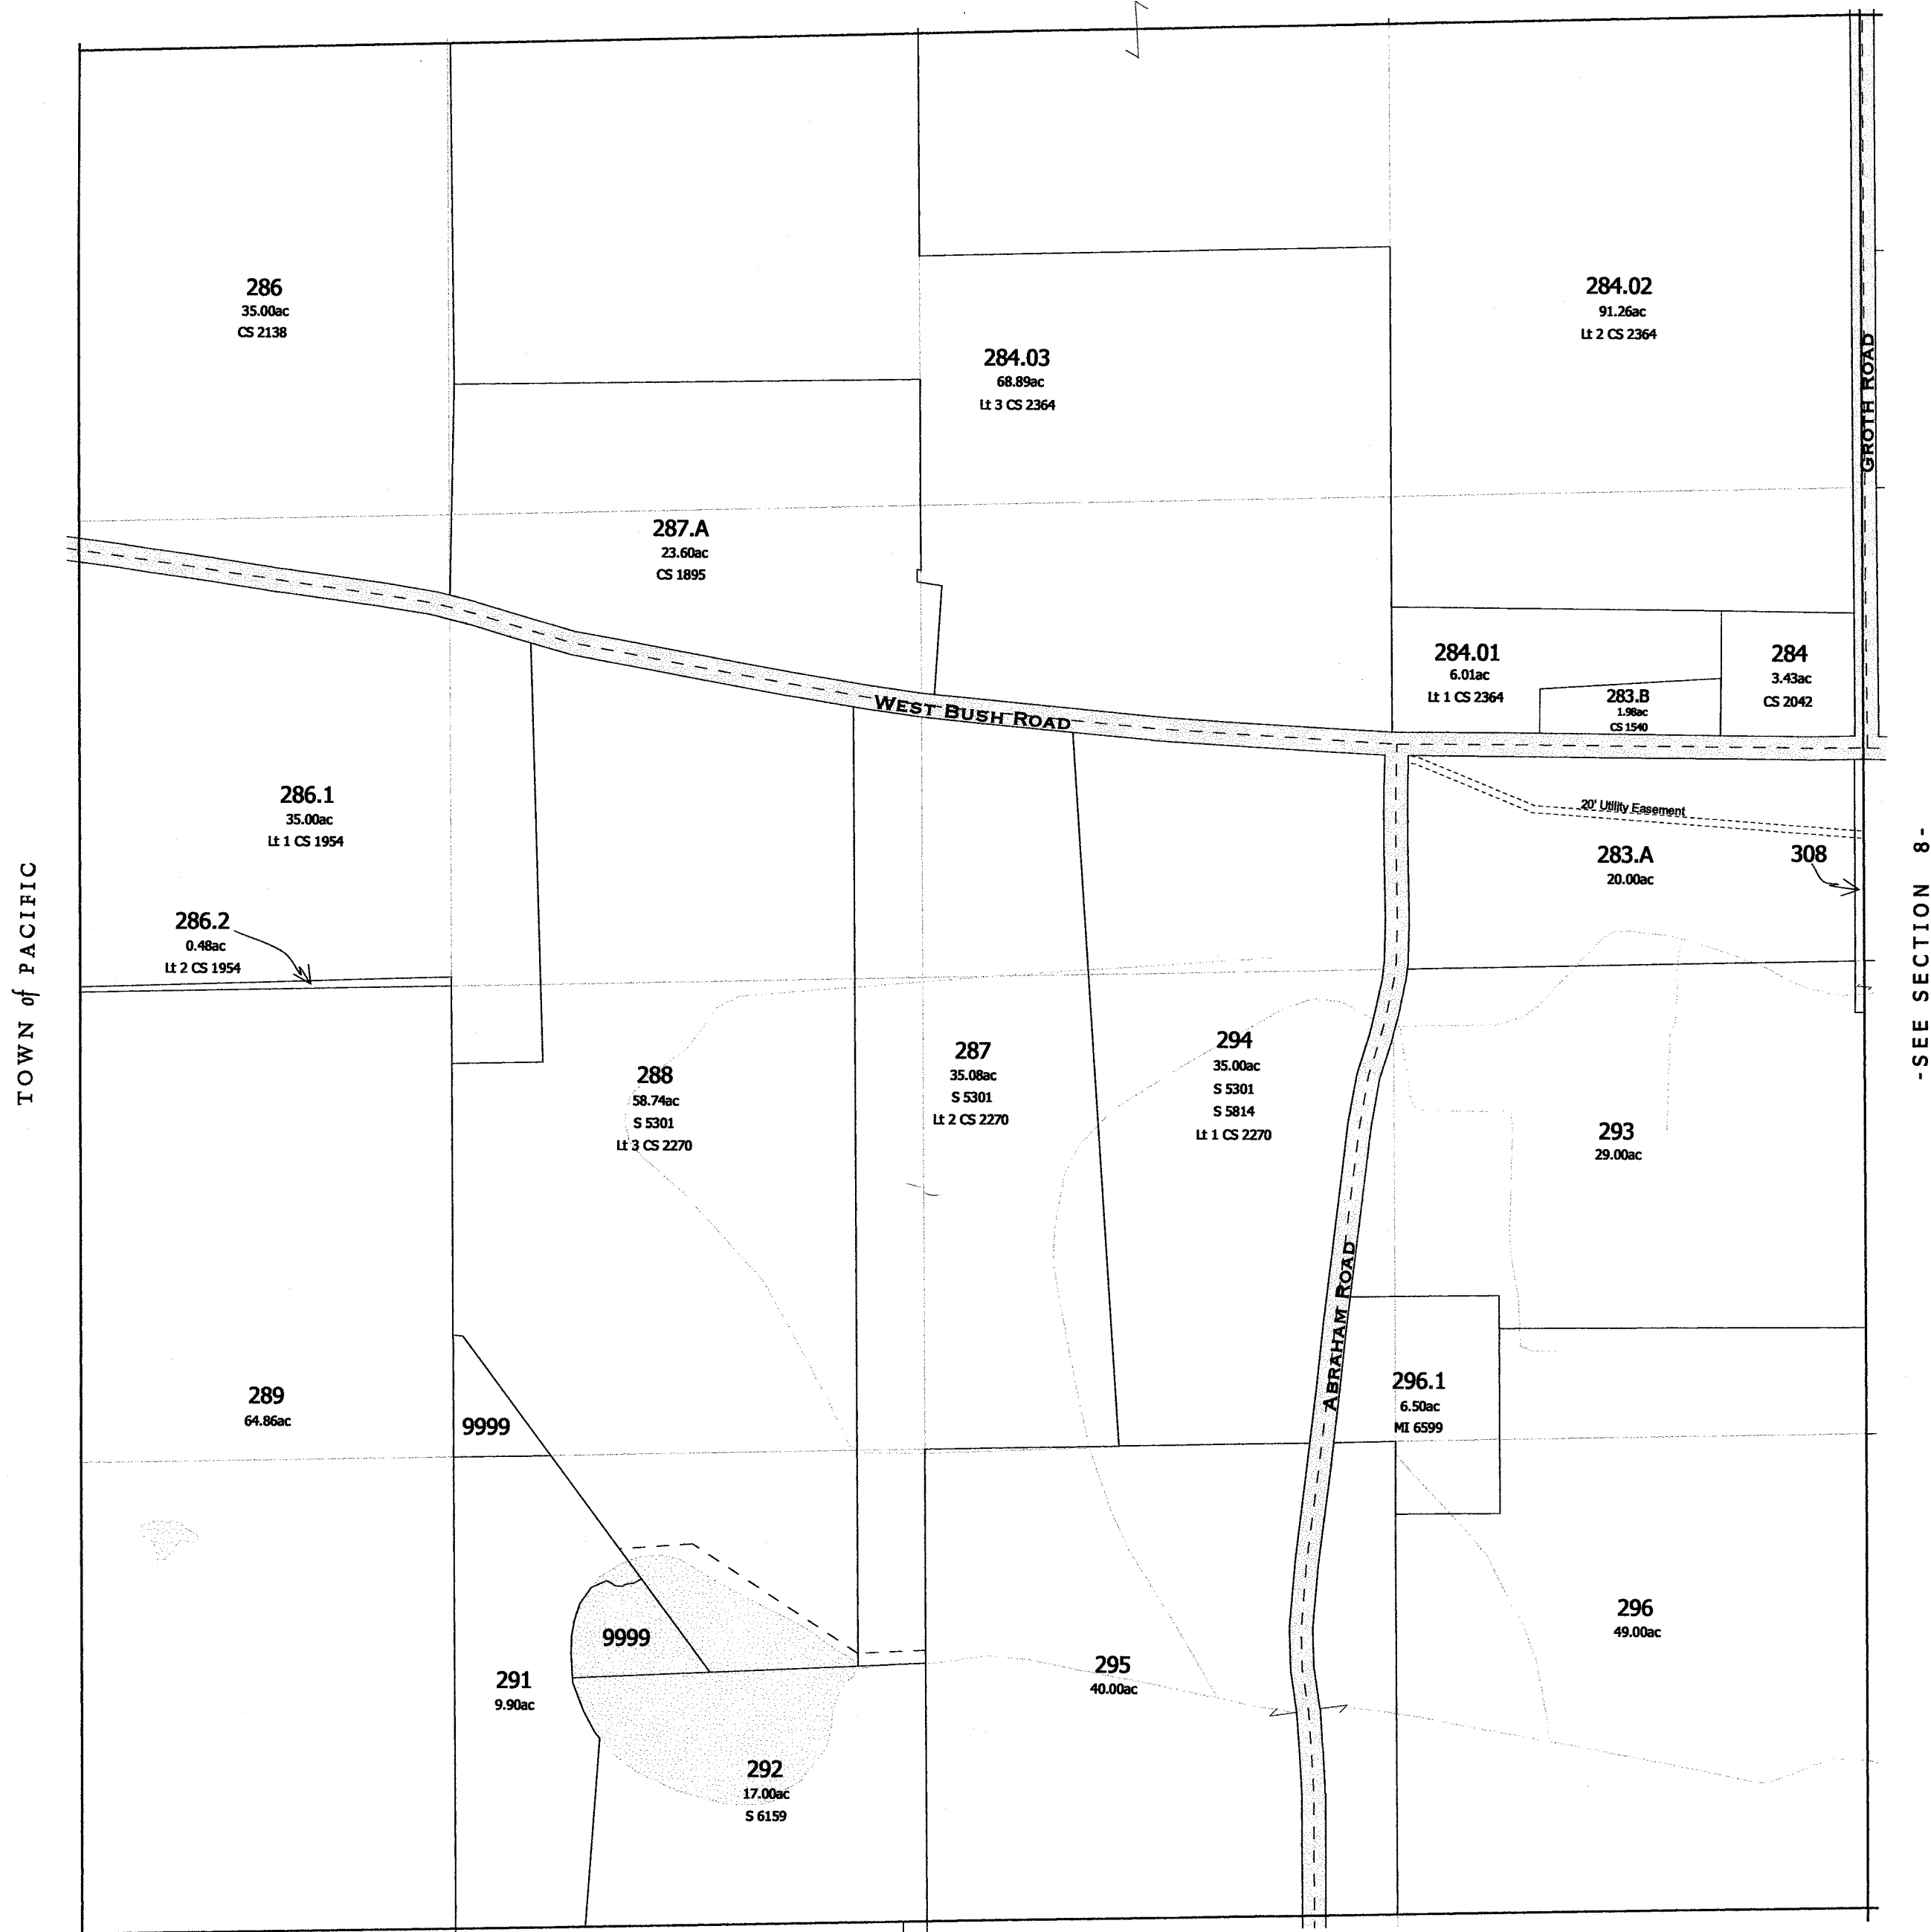 286
35.00ac
CS 2138
284.02
91.26ac
Lt 2 CS 2364
284.03
68.89ac
Lt 3 CS 2364
GROTH ROAD
287.A
23.60ac
CS 1895
284.01
6.01ac
Lt 1 CS 2364
283.B
1.98ac
CS 1540
284
3.43ac
CS 2042
WEST BUSH ROAD
286.1
35.00ac
Lt 1 CS 1954
20' Utility Easement
283.A
20.00ac
308
286.2
0.48ac
Lt 2 CS 1954
TOWN of PACIFIC
- SEE SECTION 8 -
288
58.74ac
S 5301
Lt 3 CS 2270
287
35.08ac
S 5301
Lt 2 CS 2270
294
35.00ac
S 5301
S 5814
Lt 1 CS 2270
293
29.00ac
ABRAHAM ROAD
289
64.86ac
9999
296.1
6.50ac
MI 6599
9999
291
9.90ac
295
40.00ac
296
49.00ac
292
17.00ac
S 6159